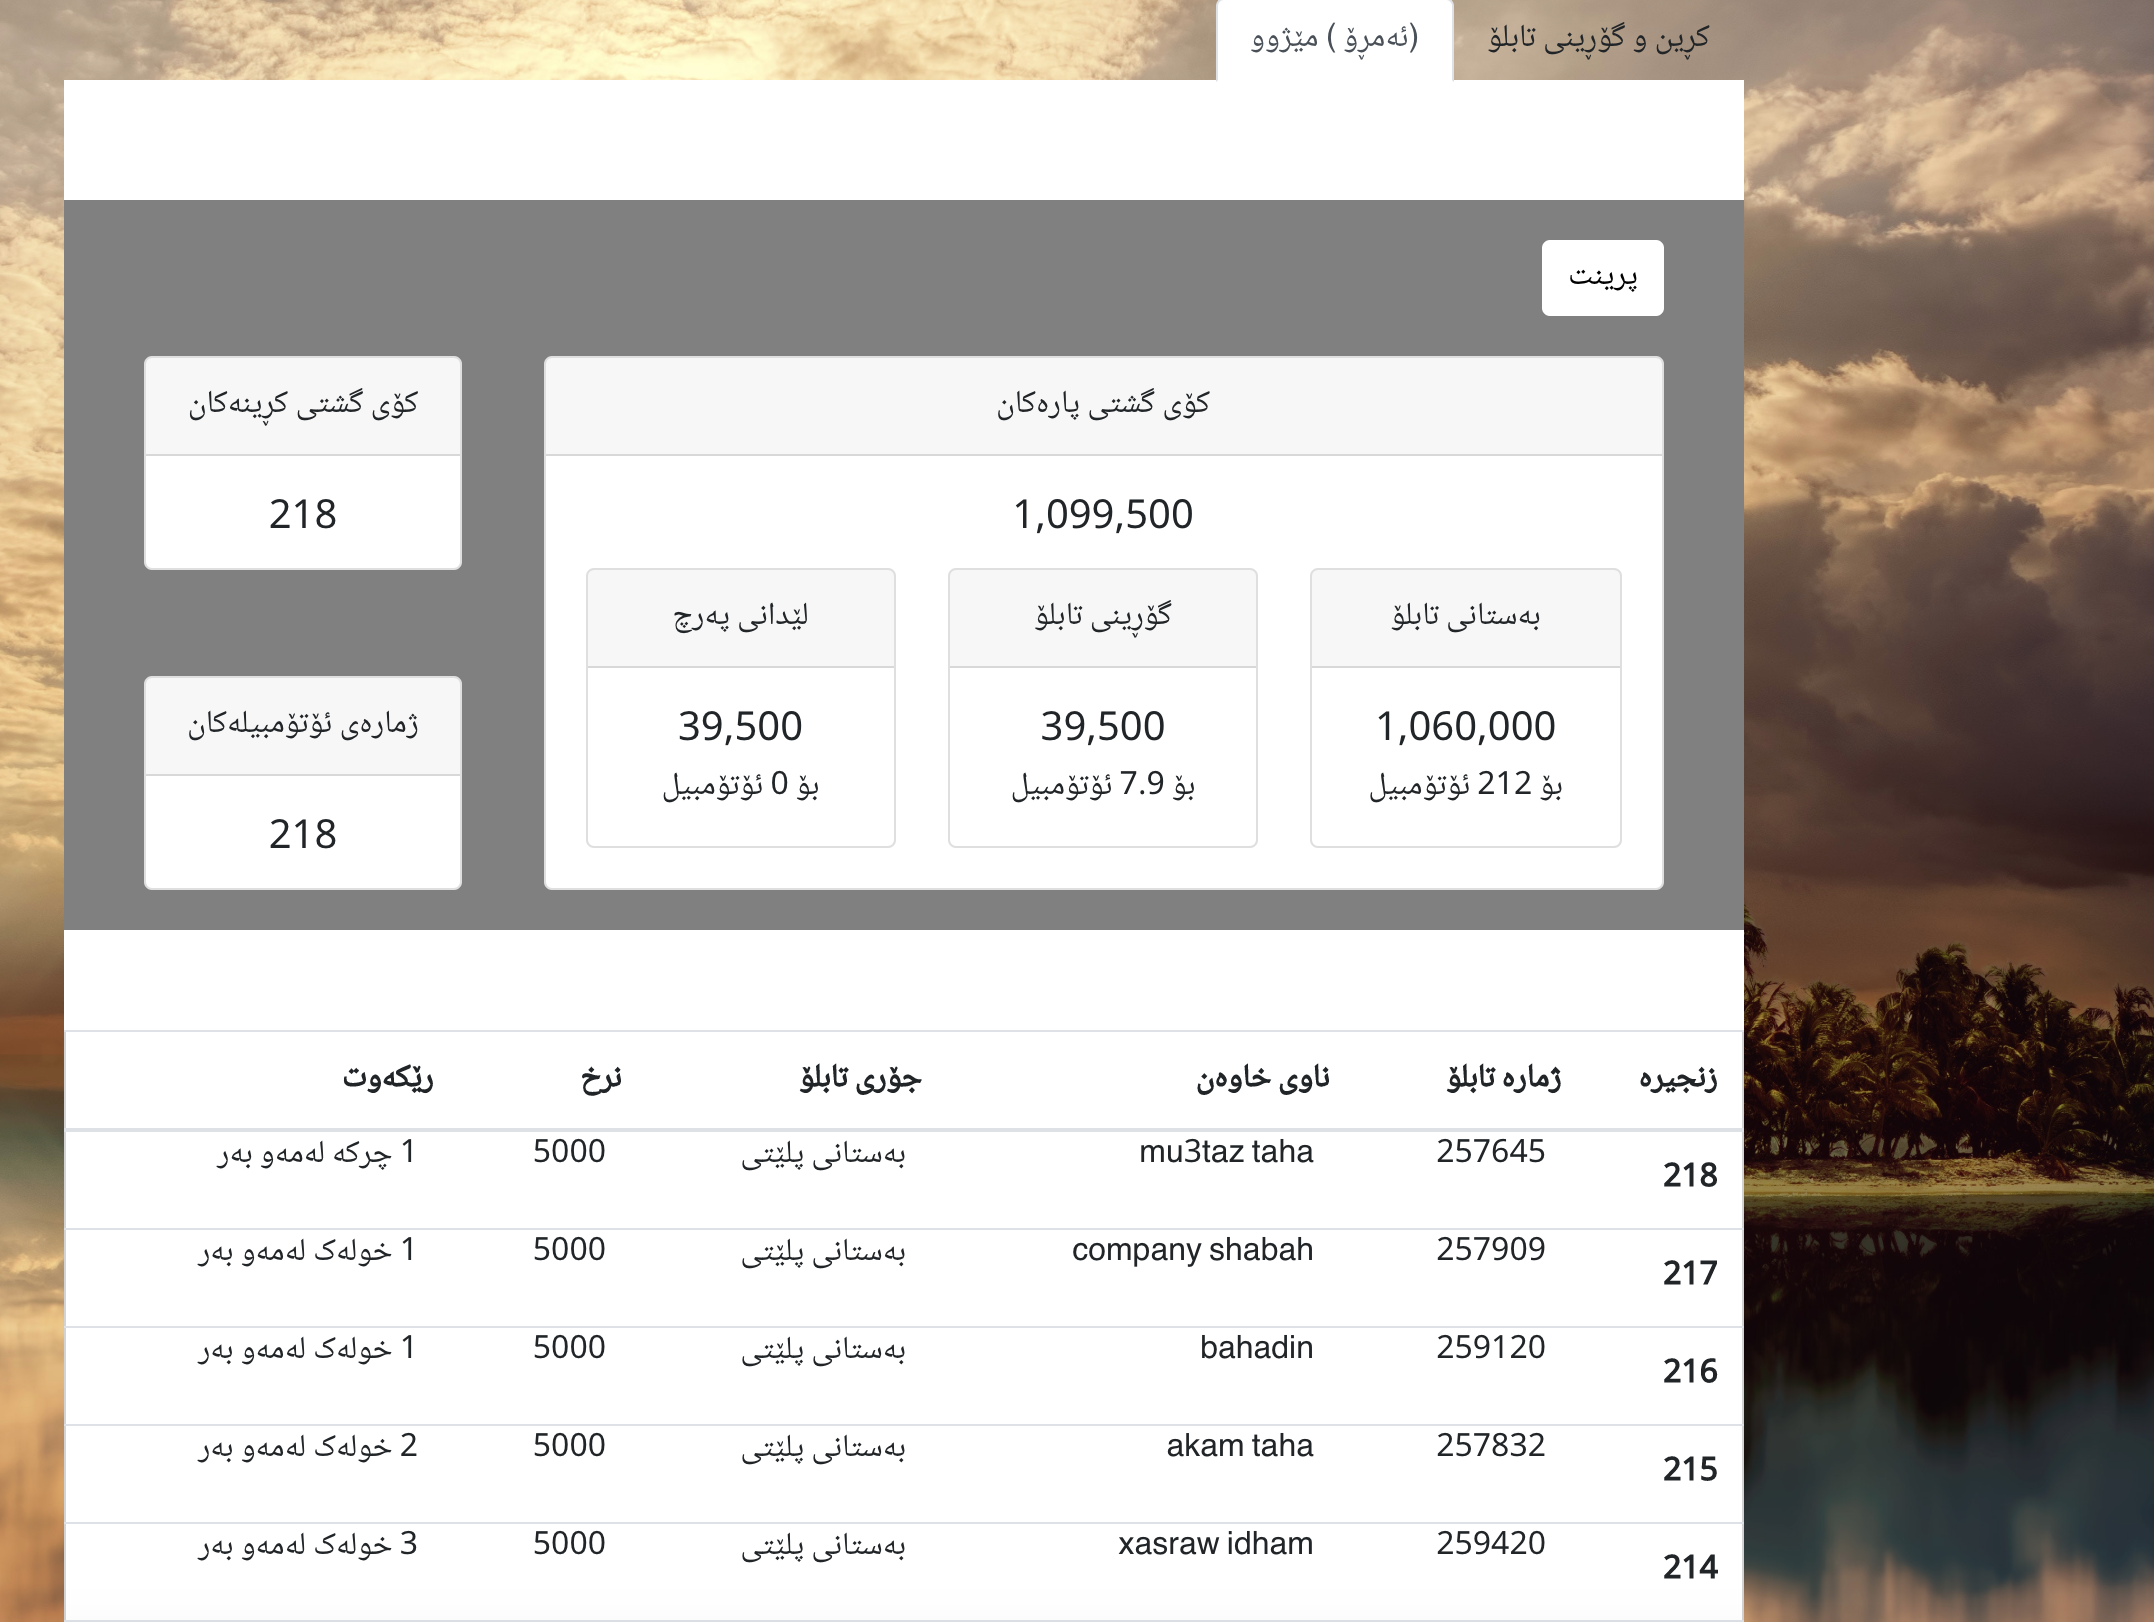 کڕین و گۆڕینی تابلۆ
(ئەمڕۆ ) مێژوو
پرینت
کۆی گشتی پارەکان
1,099,500
بەستانی تابلۆ
1,060,000
بۆ 212 ئۆتۆمبیل
گۆڕینی تابلۆ
39,500
بۆ 7.9 ئۆتۆمبیل
لێدانی پەرچ
39,500
بۆ 0 ئۆتۆمبیل
کۆی گشتی کڕینەکان
218
ژمارەی ئۆتۆمبیلەکان
218
زنجیرە ژمارە تابلۆ ناوی خاوەن جۆری تابلۆ نرخ رێکەوت
218 257645 mu3taz taha بەستانی پلێتی 5000 1 چرکە لەمەو بەر
217 257909 company shabah بەستانی پلێتی 5000 1 خولەک لەمەو بەر
216 259120 bahadin بەستانی پلێتی 5000 1 خولەک لەمەو بەر
215 257832 akam taha بەستانی پلێتی 5000 2 خولەک لەمەو بەر
214 259420 xasraw idham بەستانی پلێتی 5000 3 خولەک لەمەو بەر